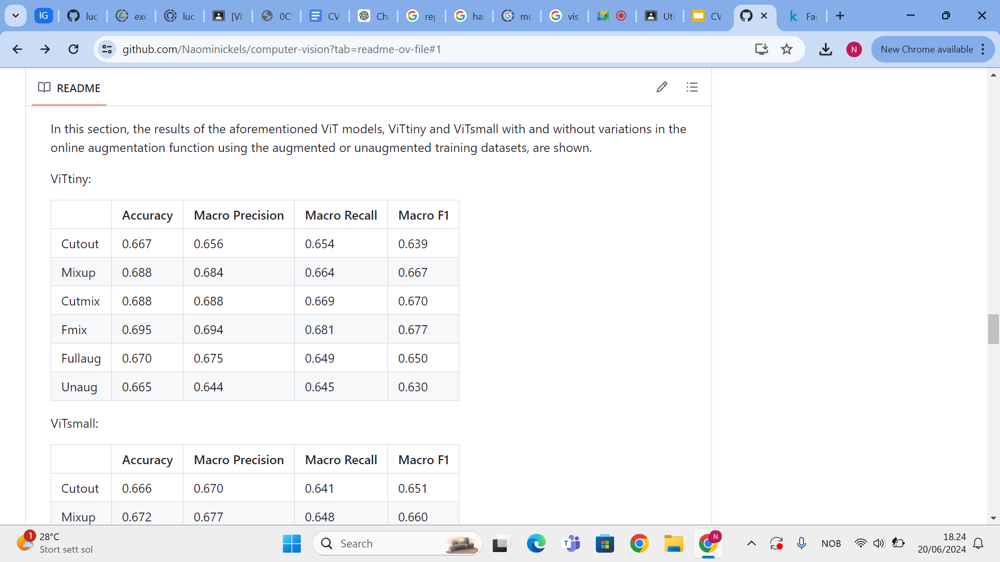 IG luc exe luc [VI 0C CV Ch rep har mo vis Uti CV Fac
github.com/Naominickels/computer-vision?tab=readme-ov-file#1
N
New Chrome available
README
In this section, the results of the aforementioned ViT models, ViTtiny and ViTsmall with and without variations in the
online augmentation function using the augmented or unaugmented training datasets, are shown.
ViTtiny:
Accuracy Macro Precision Macro Recall Macro F1
Cutout 0.667 0.656 0.654 0.639
Mixup 0.688 0.684 0.664 0.667
Cutmix 0.688 0.688 0.669 0.670
Fmix 0.695 0.694 0.681 0.677
Fullaug 0.670 0.675 0.649 0.650
Unaug 0.665 0.644 0.645 0.630
ViTsmall:
Accuracy Macro Precision Macro Recall Macro F1
Cutout 0.666 0.670 0.641 0.651
Mixup 0.672 0.677 0.648 0.660
1
28°C
Stort sett sol
Search
T
N
NOB
18.24
20/06/2024